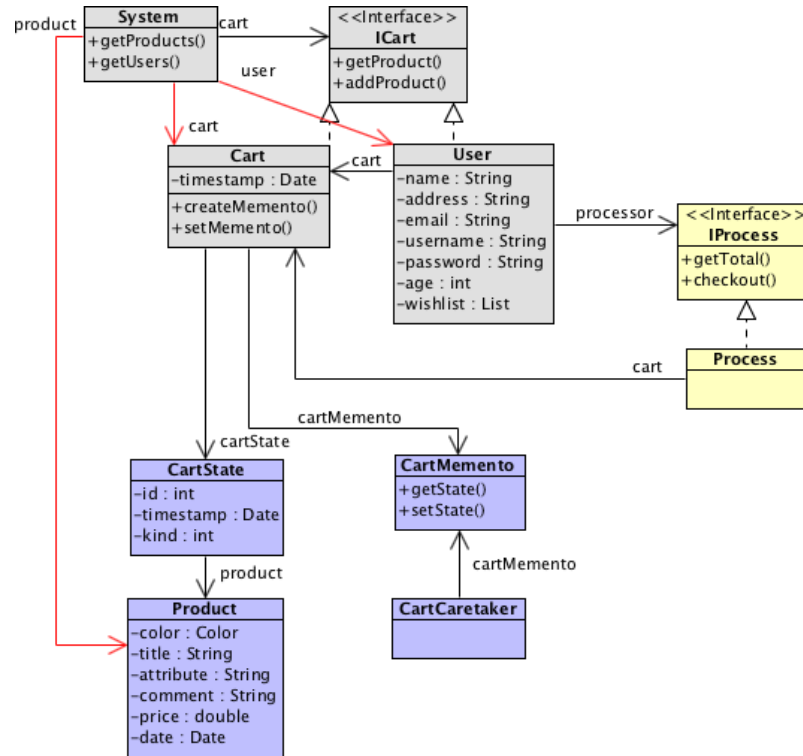 System
+getProducts()
+getUsers()
product
cart
<<Interface>>
ICart
+getProduct()
+addProduct()
user
cart
Cart
-timestamp : Date
+createMemento()
+setMemento()
cart
User
-name : String
-address : String
-email : String
-username : String
-password : String
-age : int
-wishlist : List
processor
<<Interface>>
IProcess
+getTotal()
+checkout()
Process
cart
cartMemento
cartState
CartState
-id : int
-timestamp : Date
-kind : int
CartMemento
+getState()
+setState()
product
cartMemento
Product
-color : Color
-title : String
-attribute : String
-comment : String
-price : double
-date : Date
CartCaretaker